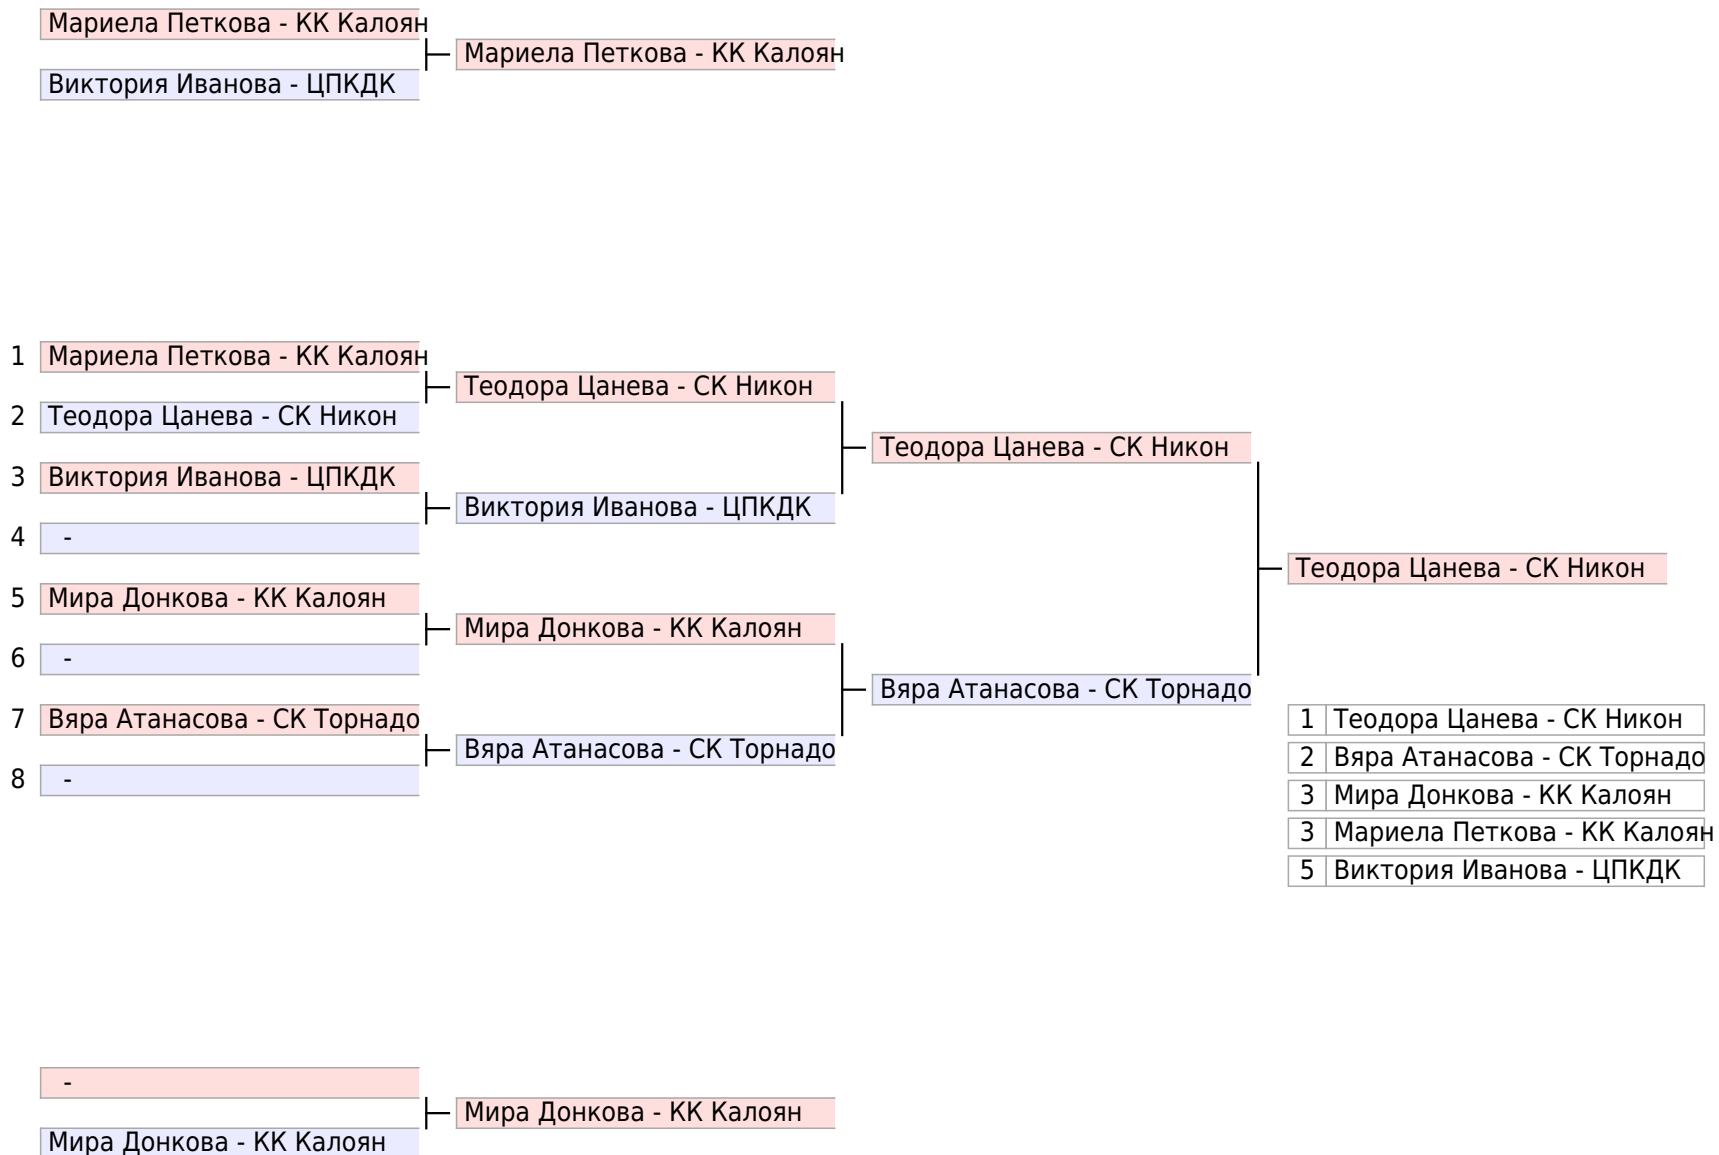 Мариела Петкова - КК Калоян
Мариела Петкова - КК Калоян
Виктория Иванова - ЦПКДК
1 Мариела Петкова - КК Калоян
Теодора Цанева - СК Никон
2 Теодора Цанева - СК Никон
Теодора Цанева - СК Никон
3 Виктория Иванова - ЦПКДК
Виктория Иванова - ЦПКДК
4 -
Теодора Цанева - СК Никон
5 Мира Донкова - КК Калоян
Мира Донкова - КК Калоян
6 -
Вяра Атанасова - СК Торнадо
7 Вяра Атанасова - СК Торнадо
Вяра Атанасова - СК Торнадо
8 -
1 Теодора Цанева - СК Никон
2 Вяра Атанасова - СК Торнадо
3 Мира Донкова - КК Калоян
3 Мариела Петкова - КК Калоян
5 Виктория Иванова - ЦПКДК
-
Мира Донкова - КК Калоян
Мира Донкова - КК Калоян